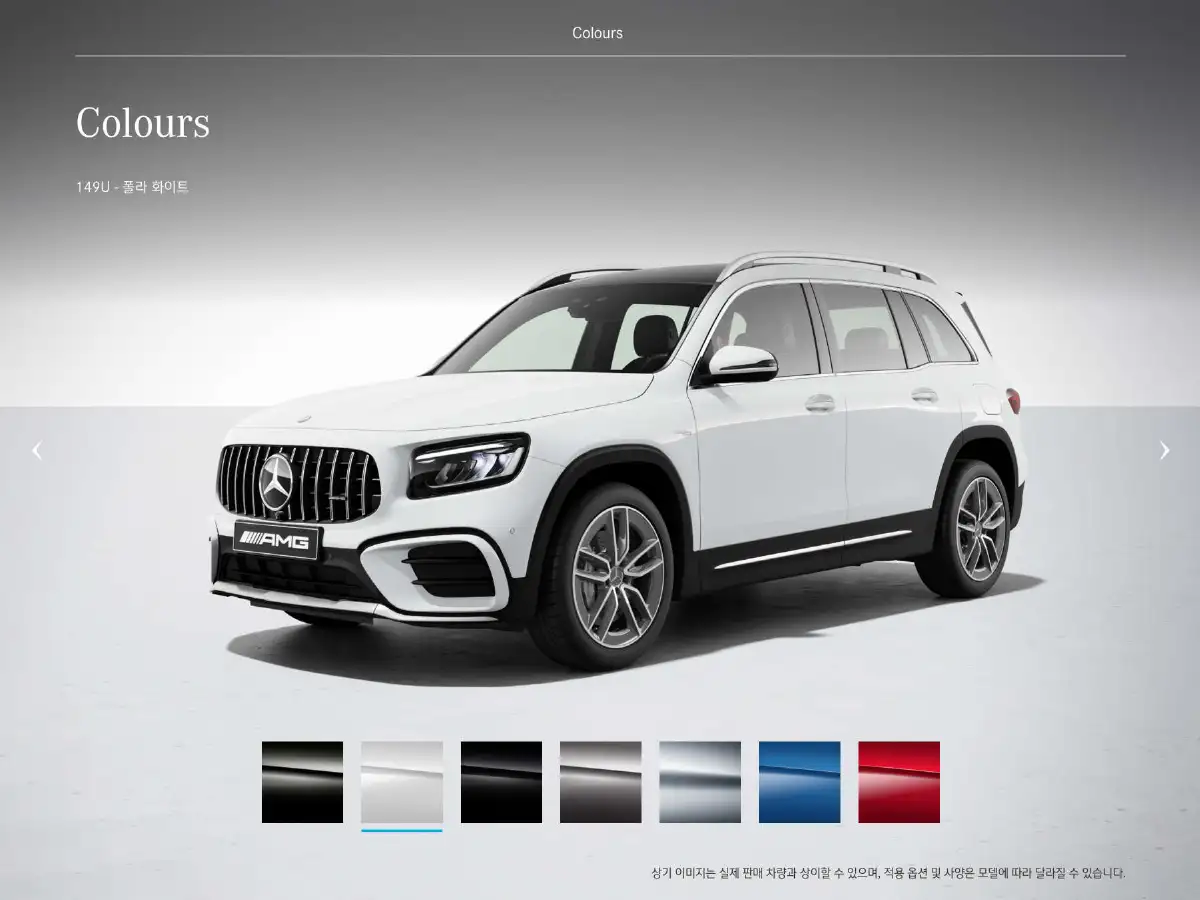 Colours
Colours
149U - 폴라 화이트
AMG
상기 이미지는 실제 판매 차량과 상이할 수 있으며, 적용 옵션 및 사양은 모델에 따라 달라질 수 있습니다.